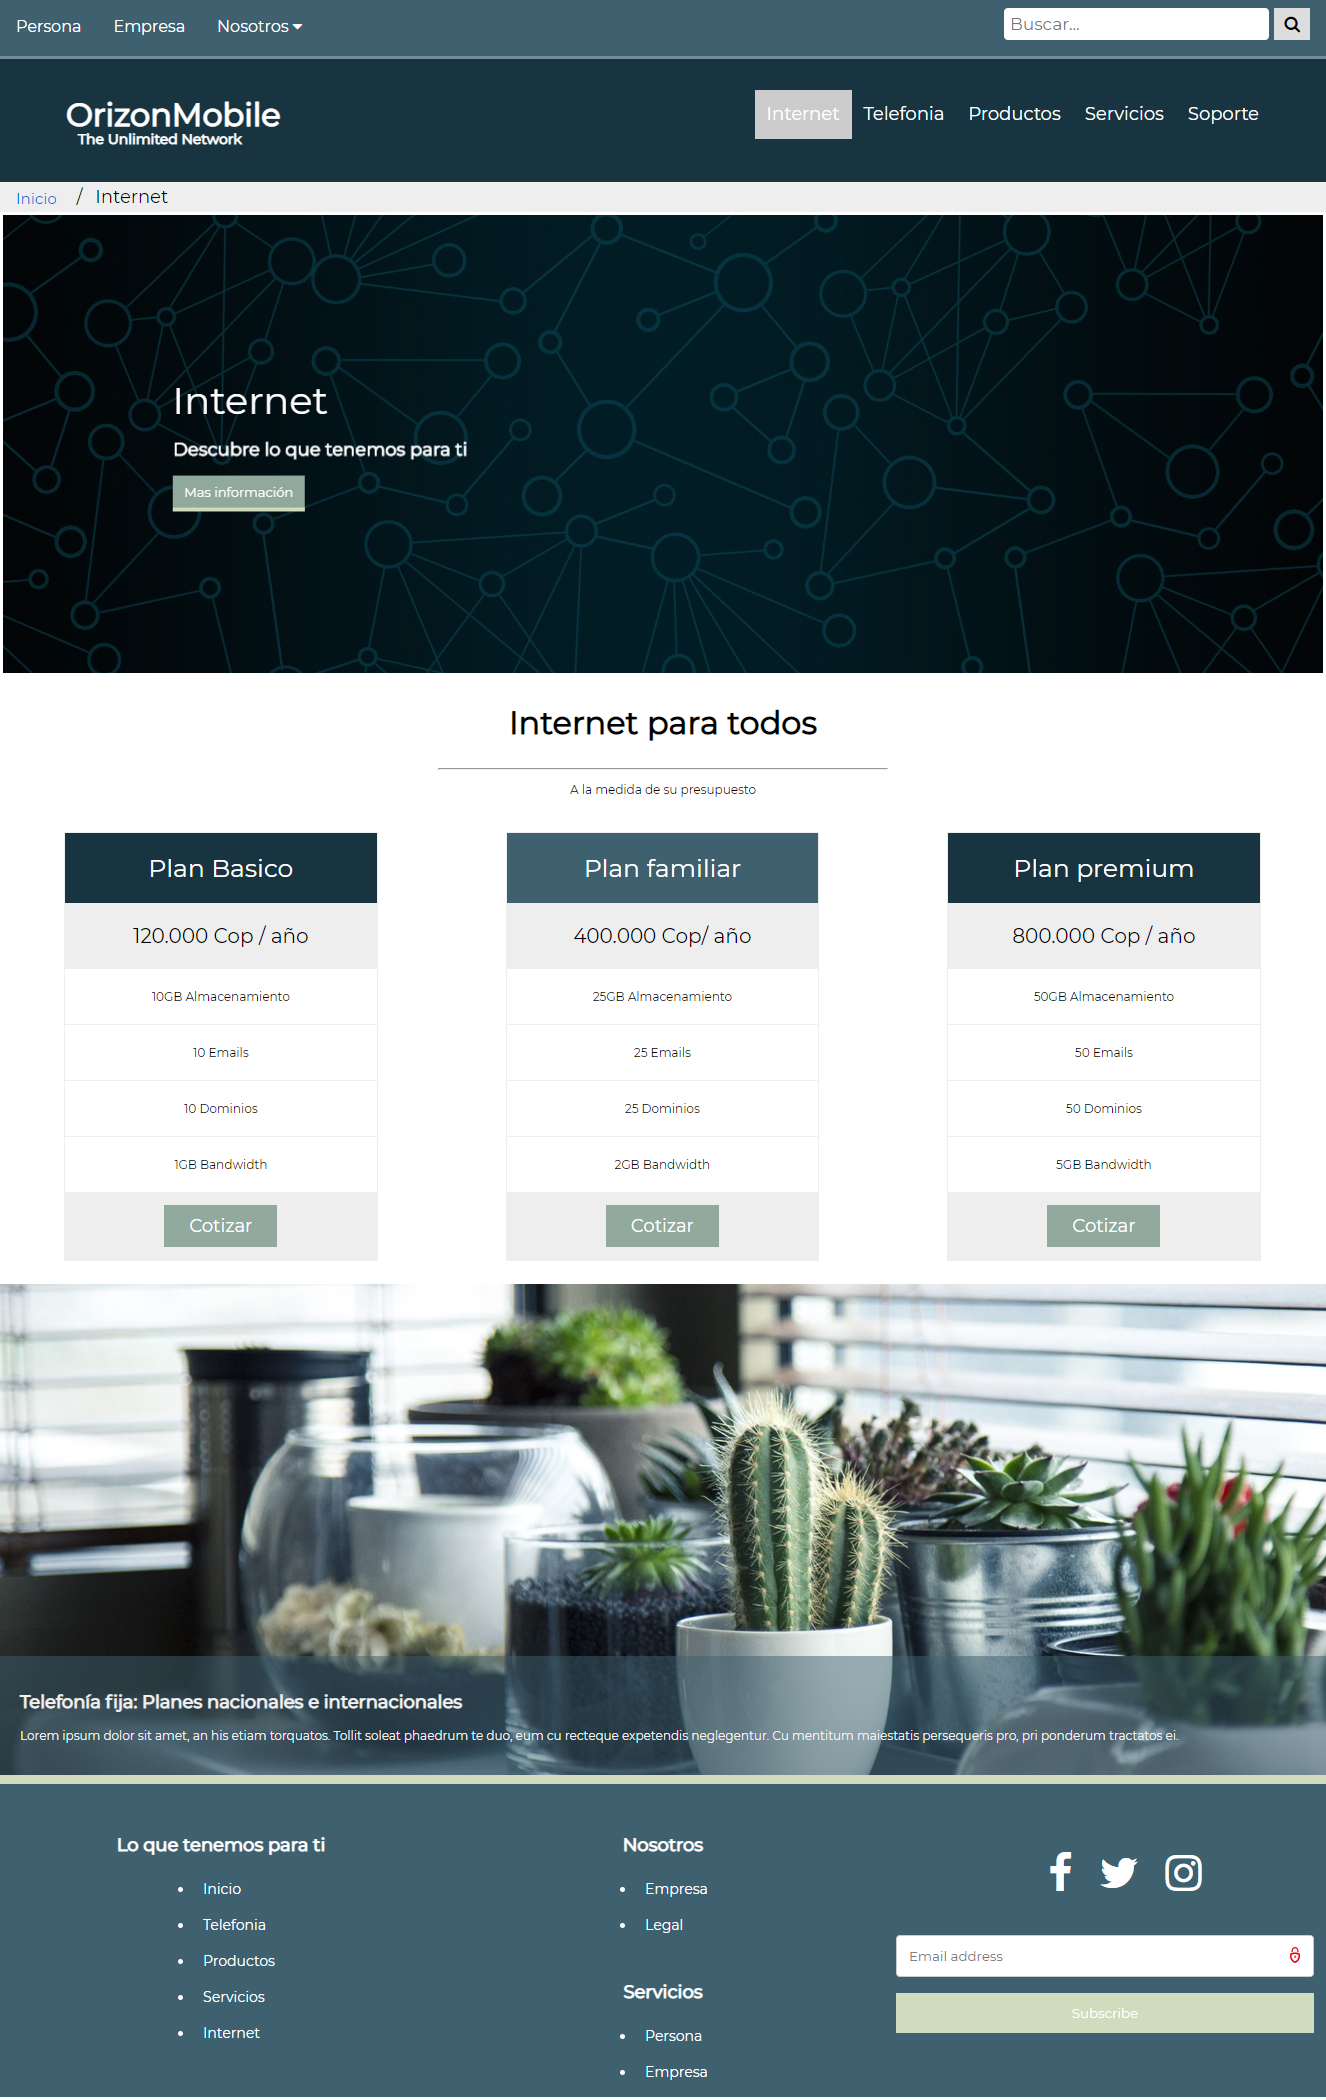 Persona Empresa Nosotros
Buscar...
OrizonMobile
The Unlimited Network
Internet Telefonia Productos Servicios Soporte
Inicio / Internet
Internet
Descubre lo que tenemos para ti
Mas información
Internet para todos
A la medida de su presupuesto
Plan Basico
120.000 Cop / año
10GB Almacenamiento
10 Emails
10 Dominios
1GB Bandwidth
Cotizar
Plan familiar
400.000 Cop/ año
25GB Almacenamiento
25 Emails
25 Dominios
2GB Bandwidth
Cotizar
Plan premium
800.000 Cop / año
50GB Almacenamiento
50 Emails
50 Dominios
5GB Bandwidth
Cotizar
Telefonía fija: Planes nacionales e internacionales
Lorem ipsum dolor sit amet, an his etiam torquatos. Tollit soleat phaedrum te duo, eum cu recteque expetendis neglegentur. Cu mentitum maiestatis persequeris pro, pri ponderum tractatos ei.
Lo que tenemos para ti
Inicio
Telefonia
Productos
Servicios
Internet
Nosotros
Empresa
Legal
Servicios
Persona
Empresa
Email address
Subscribe